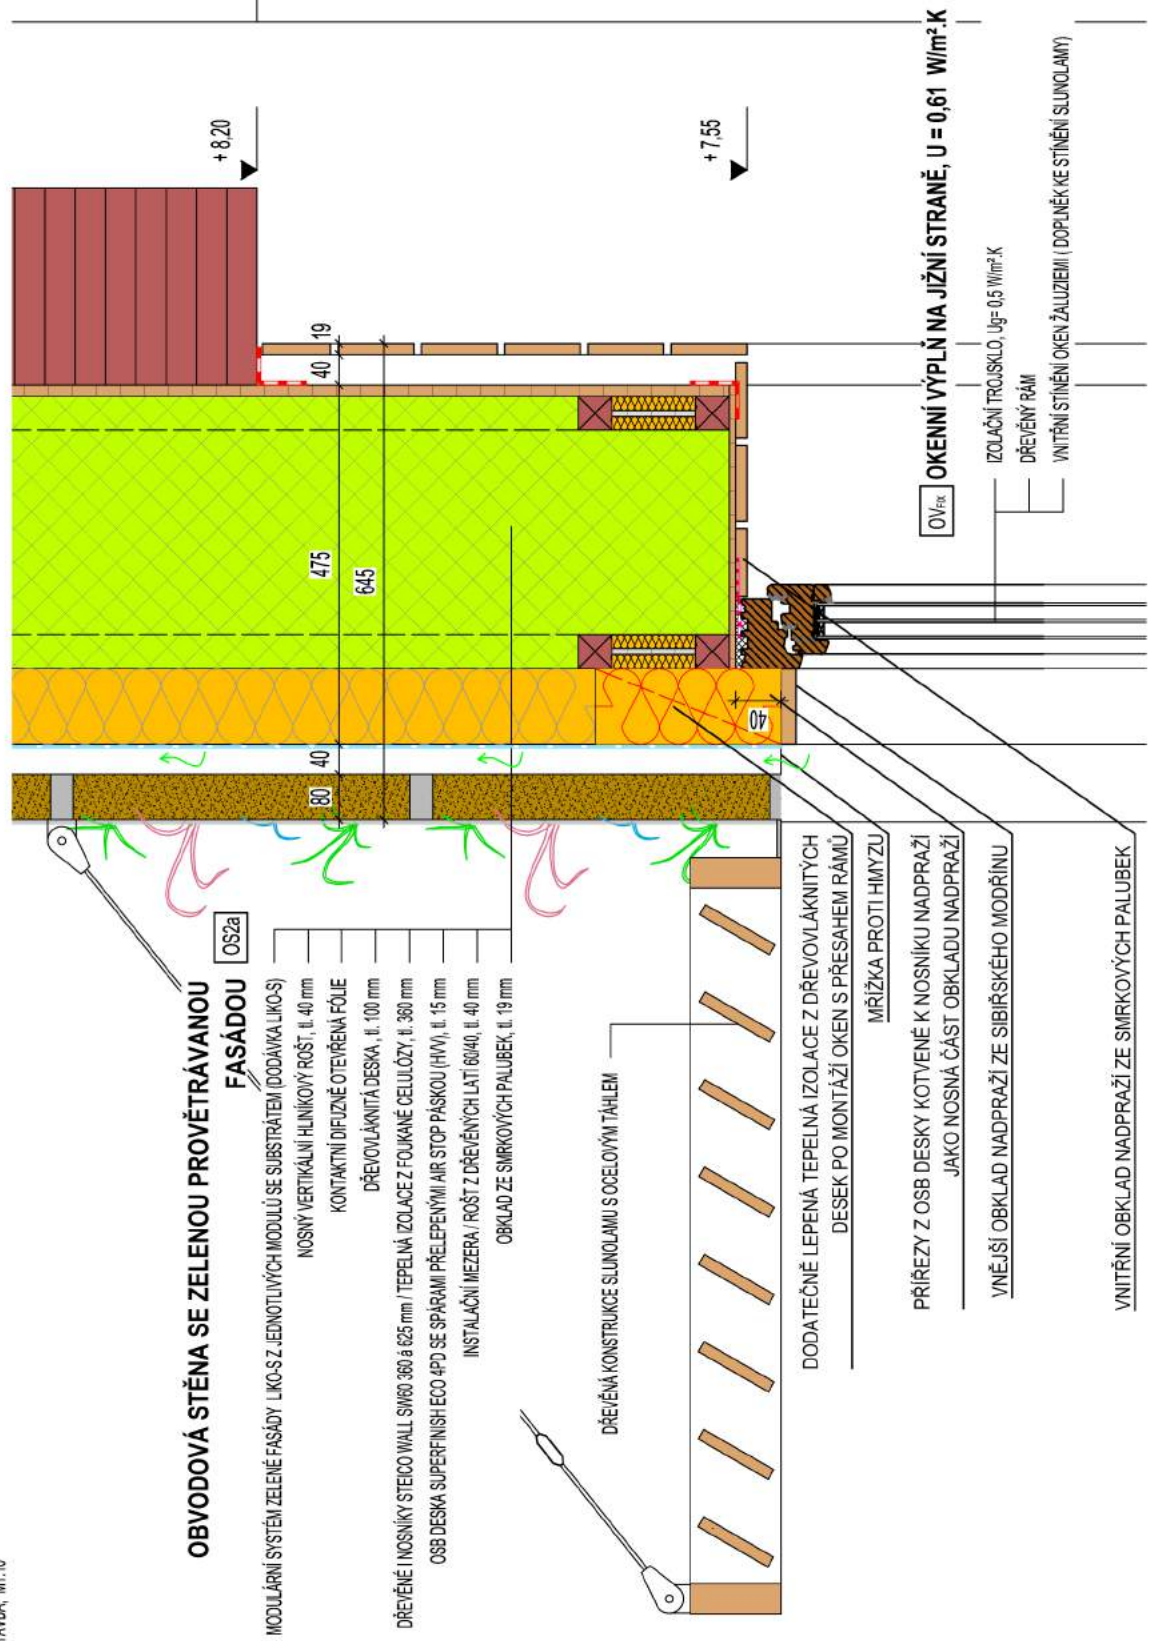 OBVODOVÁ STĚNA SE ZELENOU PROVĚTRÁVANOU
FASÁDOU
OS2a
MODULÁRNÍ SYSTÉM ZELENÉ FASÁDY LIKO-S Z JEDNOTLIVÝCH MODULŮ SE SUBSTRÁTEM (DODÁVKA LIKO-S)
NOSNÝ VERTIKÁLNÍ HLINÍKOVÝ ROŠT, tl. 40 mm
KONTAKTNÍ DIFUZNĚ OTEVŘENÁ FÓLIE
DŘEVOVLÁKNITÁ DESKA, tl. 100 mm
DŘEVĚNÉ I NOSNÍKY STEICO WALL SW60 360 á 625 mm / TEPELNÁ IZOLACE Z FOUKANÉ CELULÓZY, tl. 360 mm
OSB DESKA SUPERFINISH ECO 4PD SE SPÁRAMI PŘELEPENÝMI AIR STOP PÁSKOU (HVV), tl. 15 mm
INSTALAČNÍ MEZERA / ROŠT Z DŘEVĚNÝCH LATÍ 60/40, tl. 40 mm
OBKLAD ZE SMRKOVÝCH PALUBEK, tl. 19 mm
80
40
475
645
40
19
+ 8,20
+ 7,55
40
DŘEVĚNÁ KONSTRUKCE SLUNOLAMU S OCELOVÝM TÁHLEM
DODATEČNĚ LEPENÁ TEPELNÁ IZOLACE Z DŘEVOVLÁKNITÝCH
DESEK PO MONTÁŽI OKEN S PŘESAHEM RÁMŮ
MŘÍŽKA PROTI HMYZU
PŘÍŘEZY Z OSB DESKY KOTVENÉ K NOSNÍKU NADPRAŽÍ
JAKO NOSNÁ ČÁST OBKLADU NADPRAŽÍ
VNĚJŠÍ OBKLAD NADPRAŽÍ ZE SIBIŘSKÉHO MODŘÍNU
VNITŘNÍ OBKLAD NADPRAŽÍ ZE SMRKOVÝCH PALUBEK
OVFIX
OKENNÍ VÝPLŇ NA JIŽNÍ STRANĚ, U = 0,61 W/m².K
IZOLAČNÍ TROJSKLO, Ug= 0,5 W/m².K
DŘEVĚNÝ RÁM
VNITŘNÍ STÍNĚNÍ OKEN ŽALUZIEMI ( DOPLNĚK KE STÍNĚNÍ SLUNOLAMY)